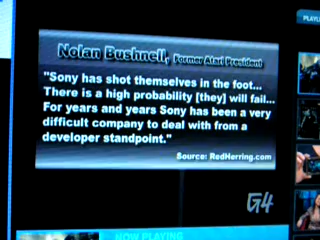 Nolan Bushnell, Former Atari President
"Sony has shot themselves in the foot...
There is a high probability [they] will fail...
For years and years Sony has been a very
difficult company to deal with from a
developer standpoint."
Source: RedHerring.com
G4
NOW PLAYING
PLAYLI